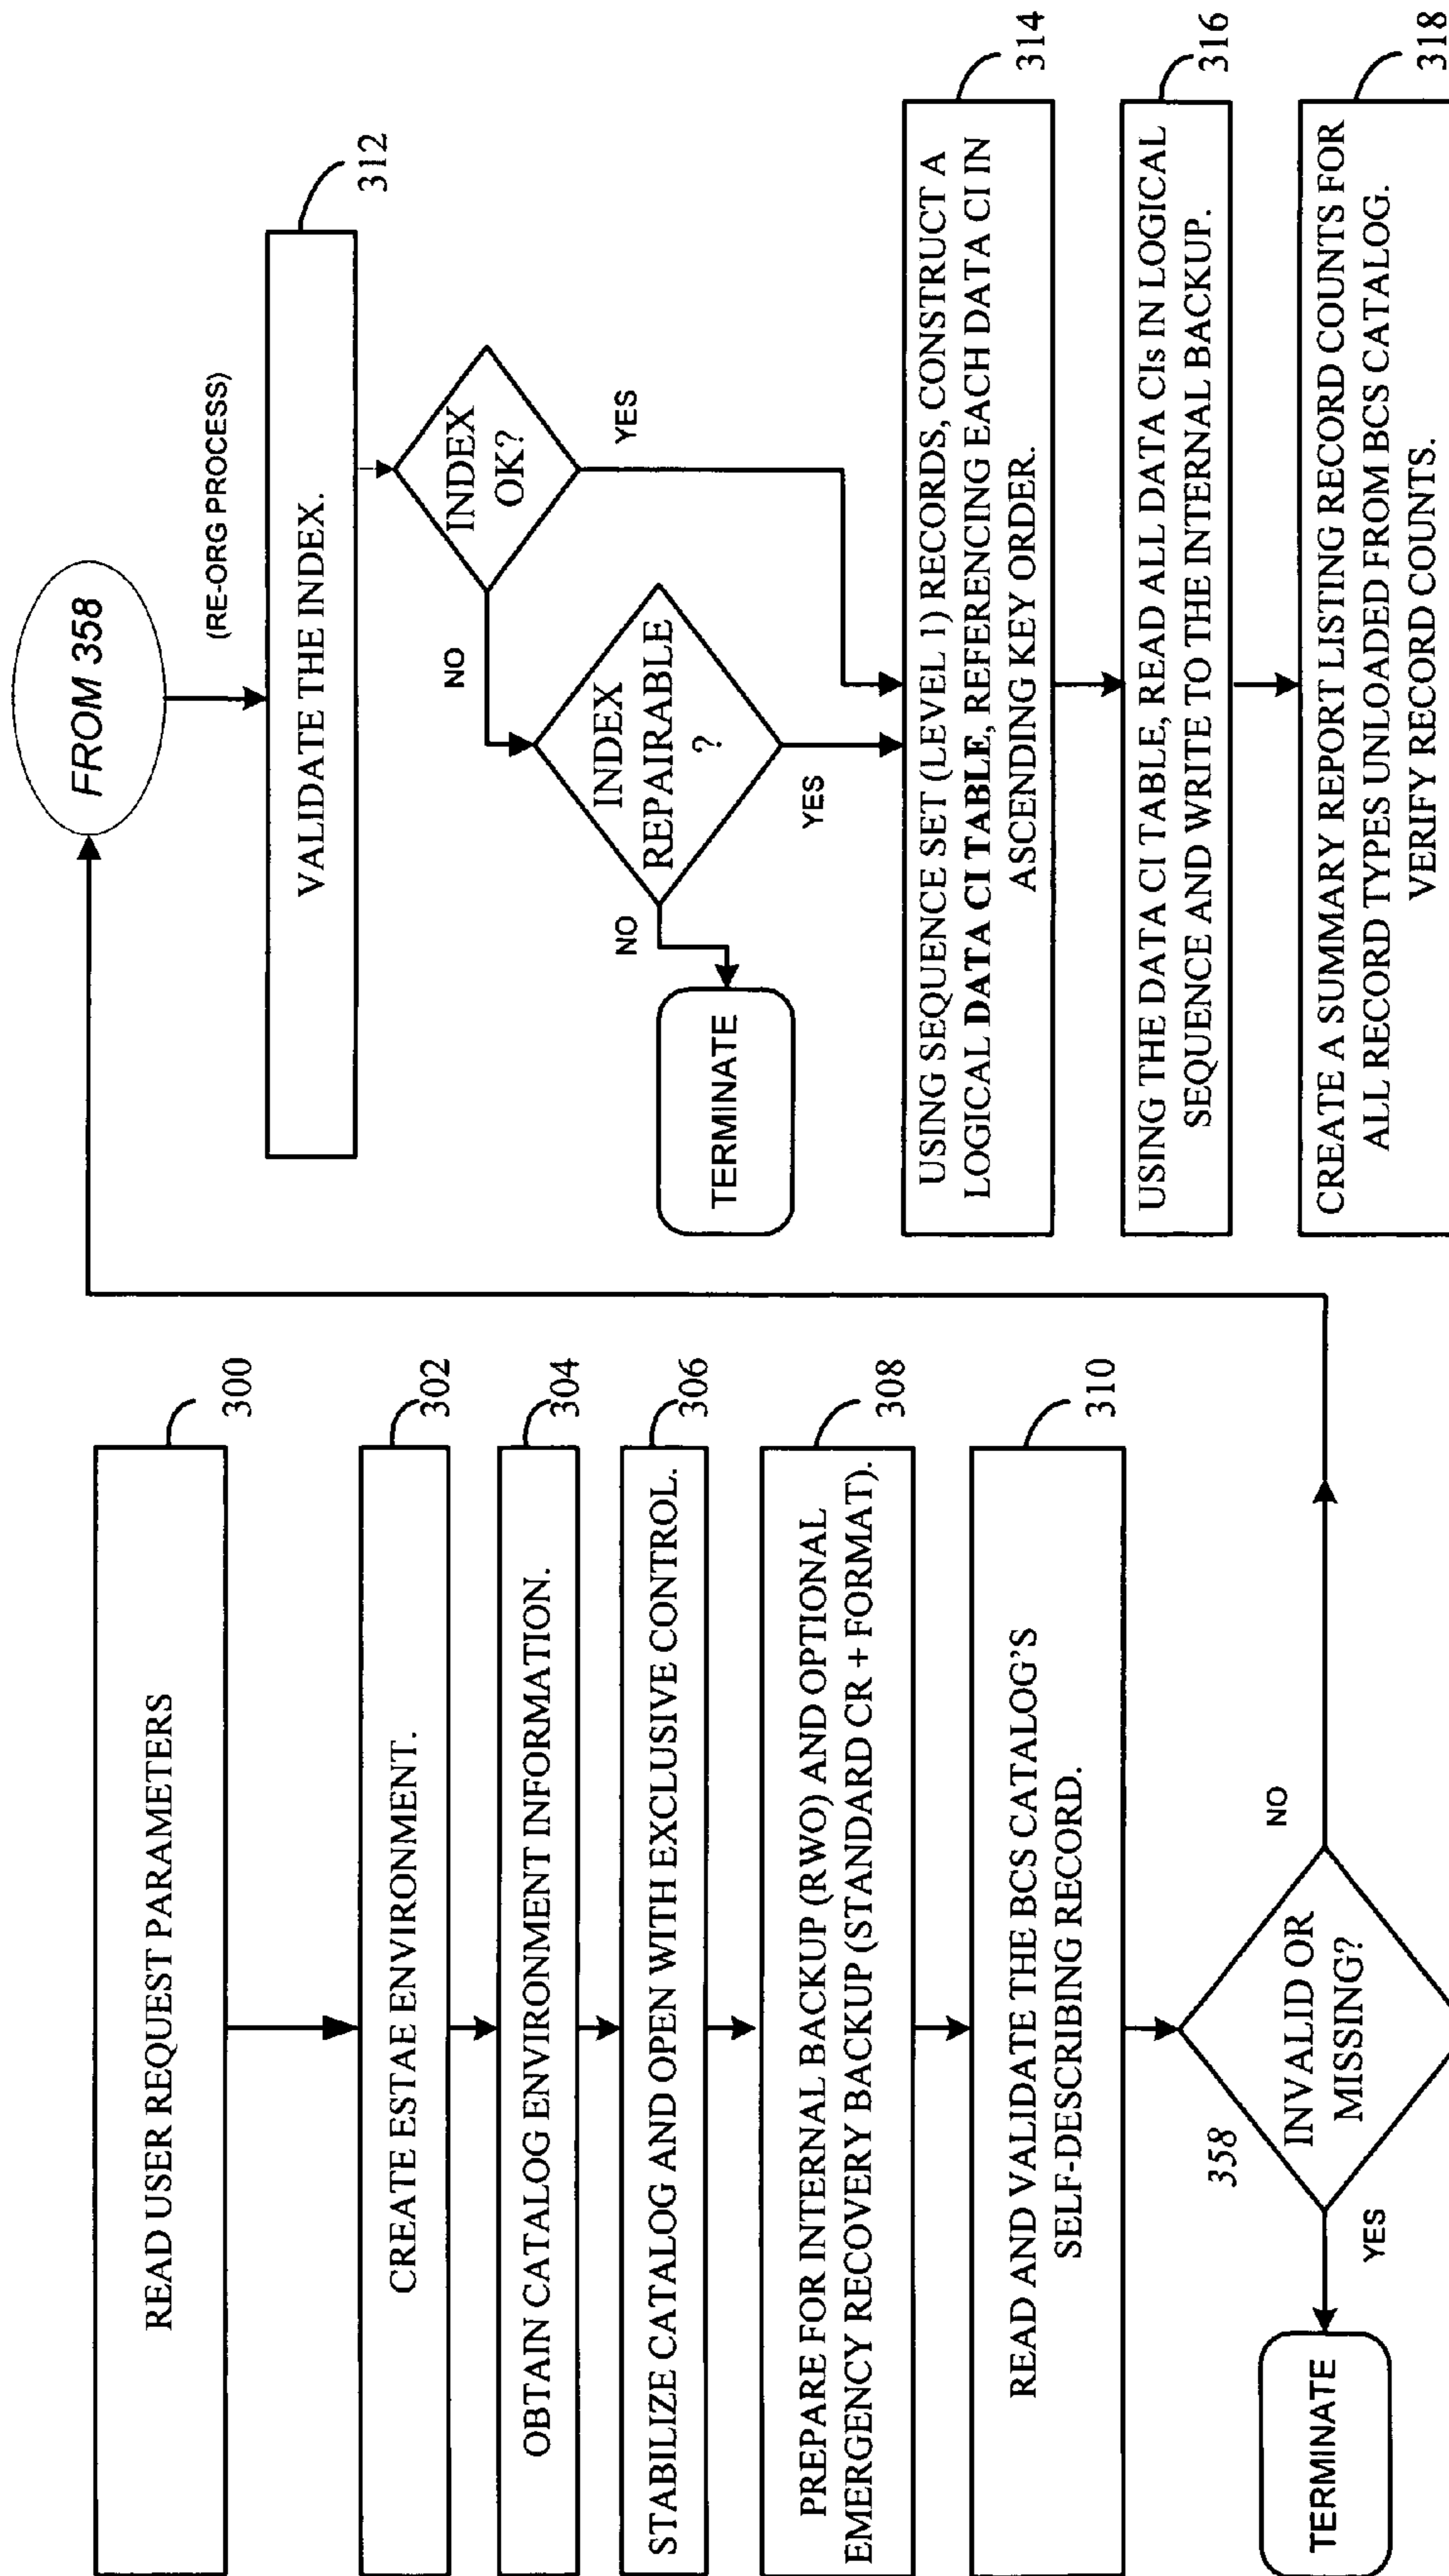 READ USER REQUEST PARAMETERS
300
CREATE ESTAE ENVIRONMENT.
302
OBTAIN CATALOG ENVIRONMENT INFORMATION.
304
STABILIZE CATALOG AND OPEN WITH EXCLUSIVE CONTROL.
306
PREPARE FOR INTERNAL BACKUP (RWO) AND OPTIONAL
EMERGENCY RECOVERY BACKUP (STANDARD CR + FORMAT).
308
READ AND VALIDATE THE BCS CATALOG'S
SELF-DESCRIBING RECORD.
310
358
INVALID OR
MISSING?
YES
NO
TERMINATE
FROM 358
(RE-ORG PROCESS)
VALIDATE THE INDEX.
312
INDEX
OK?
NO
YES
INDEX
REPAIRABLE
?
NO
YES
TERMINATE
USING SEQUENCE SET (LEVEL 1) RECORDS, CONSTRUCT A
LOGICAL DATA CI TABLE, REFERENCING EACH DATA CI IN
ASCENDING KEY ORDER.
314
USING THE DATA CI TABLE, READ ALL DATA CIs IN LOGICAL
SEQUENCE AND WRITE TO THE INTERNAL BACKUP.
316
CREATE A SUMMARY REPORT LISTING RECORD COUNTS FOR
ALL RECORD TYPES UNLOADED FROM BCS CATALOG.
VERIFY RECORD COUNTS.
318